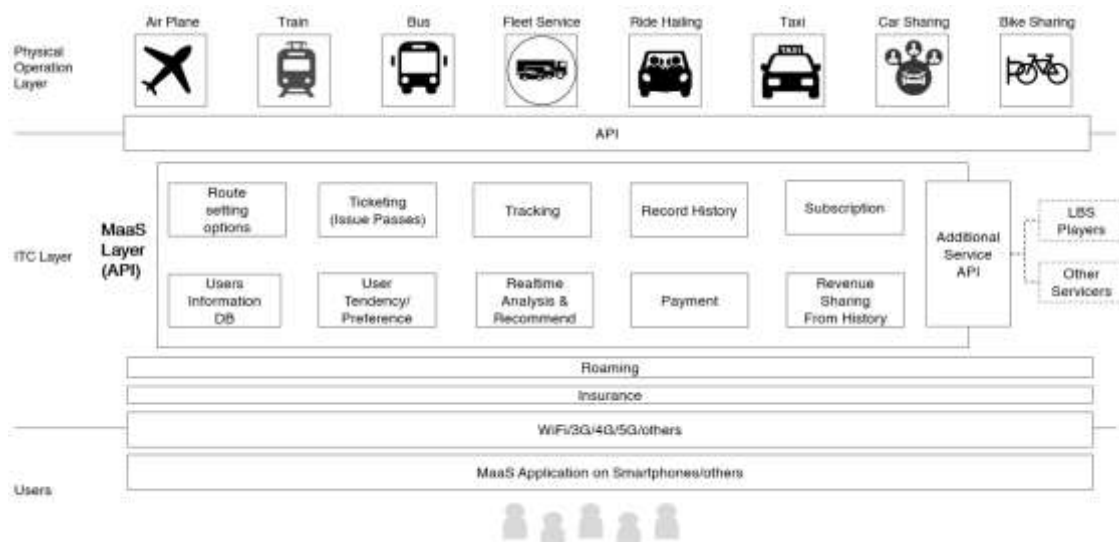 Air Plane
Train
Bus
Fleet Service
Ride Hailing
Taxi
Car Sharing
Bike Sharing
Physical
Operation
Layer
TAXI
API
MaaS
Layer
(API)
ITC Layer
Route
setting
options
Ticketing
(Issue Passes)
Tracking
Record History
Subscription
Users
Information
DB
User
Tendency/
Preference
Realtime
Analysis &
Recommend
Payment
Revenue
Sharing
From History
Additional
Service
API
LBS
Players
Other
Servicers
Roaming
Insurance
WiFi/3G/4G/5G/others
MaaS Application on Smartphones/others
Users